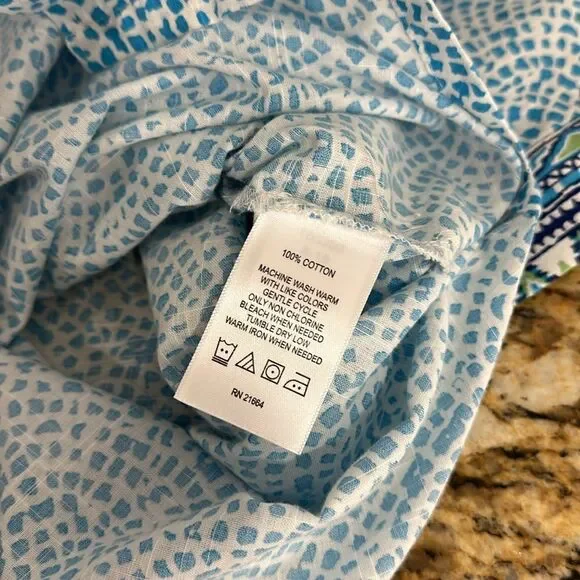 100% COTTON
MACHINE WASH WARM
WITH LIKE COLORS
GENTLE CYCLE
ONLY NON CHLORINE
BLEACH WHEN NEEDED
TUMBLE DRY LOW
WARM IRON WHEN NEEDED
RN 21664